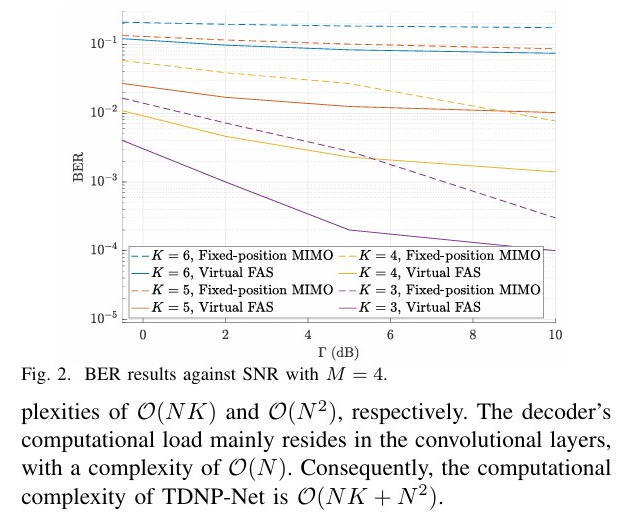 10⁻¹
10⁻²
10⁻³
10⁻⁴
10⁻⁵
BER
K = 6, Fixed-position MIMO
K = 6, Virtual FAS
K = 5, Fixed-position MIMO
K = 5, Virtual FAS
K = 4, Fixed-position MIMO
K = 4, Virtual FAS
K = 3, Fixed-position MIMO
K = 3, Virtual FAS
0 2 4 6 8 10
Γ (dB)
Fig. 2. BER results against SNR with M = 4.
plexities of O(NK) and O(N²), respectively. The decoder's
computational load mainly resides in the convolutional layers,
with a complexity of O(N). Consequently, the computational
complexity of TDNP-Net is O(NK + N²).